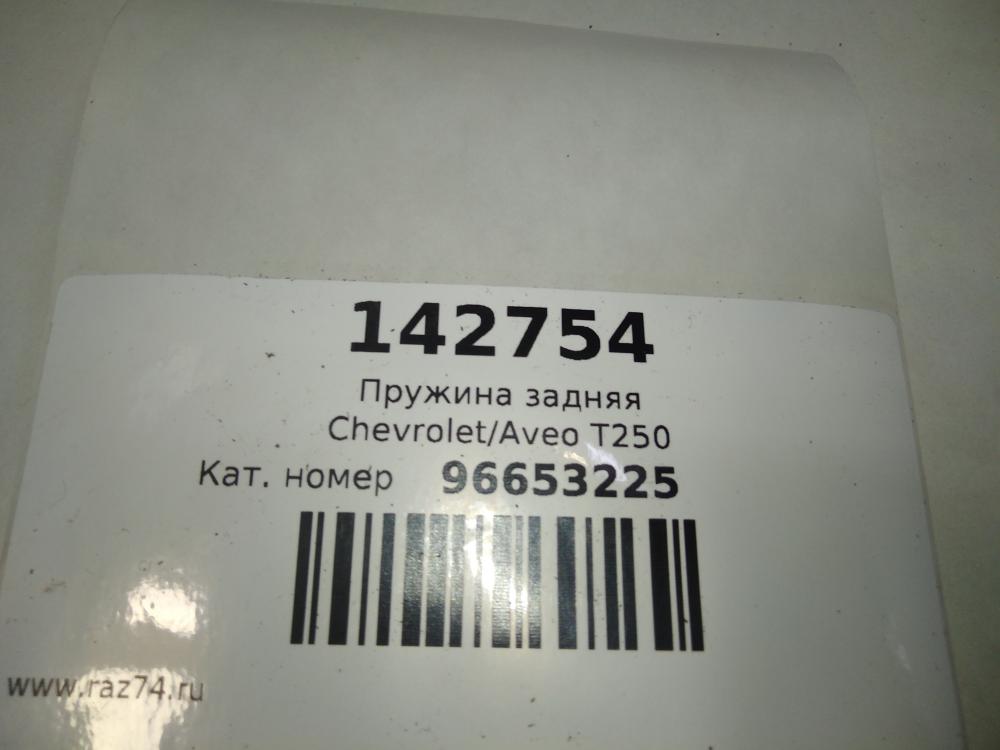 142754
Пружина задняя
Chevrolet/Aveo T250
Кат. номер 96653225
www.raz74.ru